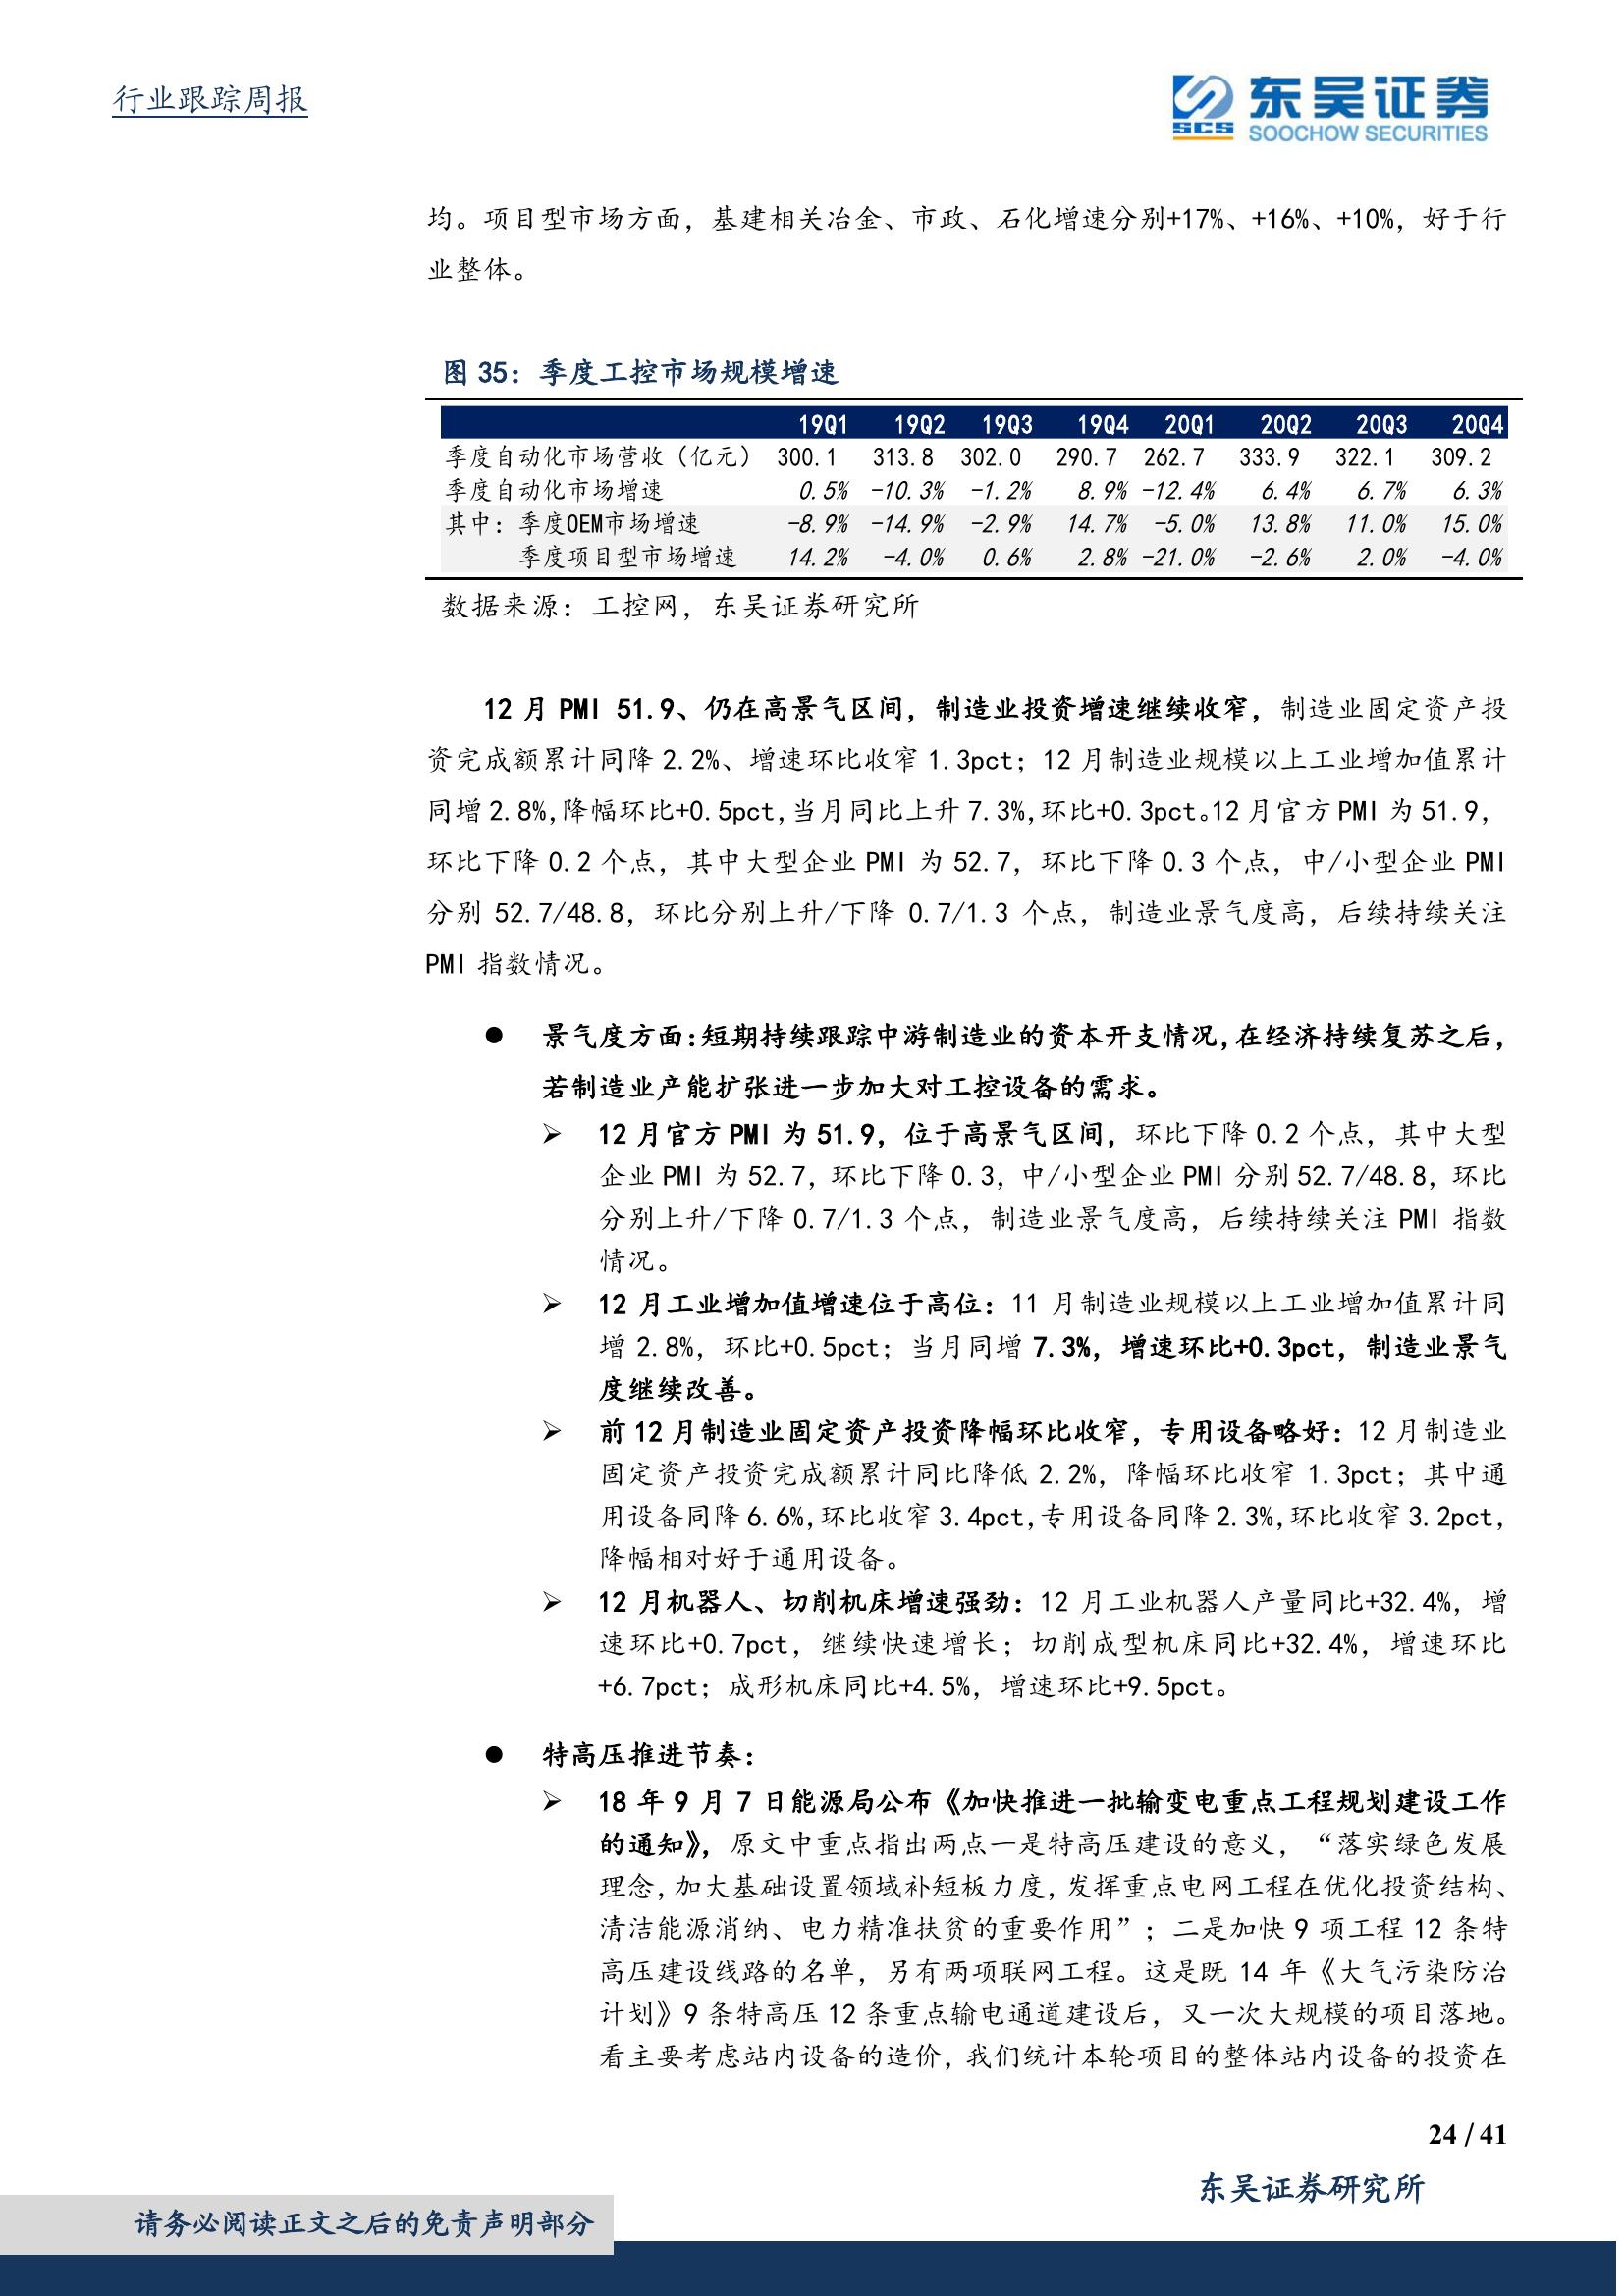 行业跟踪周报
东吴证券
SCS
SOOCHOW SECURITIES
均。项目型市场方面，基建相关冶金、市政、石化增速分别+17%、+16%、+10%，好于行
业整体。
图 35：季度工控市场规模增速
19Q1 19Q2 19Q3 19Q4 20Q1 20Q2 20Q3 20Q4
季度自动化市场营收（亿元） 300.1 313.8 302.0 290.7 262.7 333.9 322.1 309.2
季度自动化市场增速 0.5% -10.3% -1.2% 8.9% -12.4% 6.4% 6.7% 6.3%
其中：季度OEM市场增速 -8.9% -14.9% -2.9% 14.7% -5.0% 13.8% 11.0% 15.0%
季度项目型市场增速 14.2% -4.0% 0.6% 2.8% -21.0% -2.6% 2.0% -4.0%
数据来源：工控网，东吴证券研究所
12 月 PMI 51.9、仍在高景气区间，制造业投资增速继续收窄，制造业固定资产投
资完成额累计同降 2.2%、增速环比收窄 1.3pct；12 月制造业规模以上工业增加值累计
同增 2.8%,降幅环比+0.5pct,当月同比上升 7.3%,环比+0.3pct。12 月官方 PMI 为 51.9，
环比下降 0.2 个点，其中大型企业 PMI 为 52.7，环比下降 0.3 个点，中/小型企业 PMI
分别 52.7/48.8，环比分别上升/下降 0.7/1.3 个点，制造业景气度高，后续持续关注
PMI 指数情况。
● 景气度方面:短期持续跟踪中游制造业的资本开支情况,在经济持续复苏之后,
若制造业产能扩张进一步加大对工控设备的需求。
➢ 12 月官方 PMI 为 51.9，位于高景气区间，环比下降 0.2 个点，其中大型
企业 PMI 为 52.7，环比下降 0.3，中/小型企业 PMI 分别 52.7/48.8，环比
分别上升/下降 0.7/1.3 个点，制造业景气度高，后续持续关注 PMI 指数
情况。
➢ 12 月工业增加值增速位于高位：11 月制造业规模以上工业增加值累计同
增 2.8%，环比+0.5pct；当月同增 7.3%，增速环比+0.3pct，制造业景气
度继续改善。
➢ 前 12 月制造业固定资产投资降幅环比收窄，专用设备略好：12 月制造业
固定资产投资完成额累计同比降低 2.2%，降幅环比收窄 1.3pct；其中通
用设备同降 6.6%,环比收窄 3.4pct,专用设备同降 2.3%,环比收窄 3.2pct,
降幅相对好于通用设备。
➢ 12 月机器人、切削机床增速强劲：12 月工业机器人产量同比+32.4%，增
速环比+0.7pct，继续快速增长；切削成型机床同比+32.4%，增速环比
+6.7pct；成形机床同比+4.5%，增速环比+9.5pct。
● 特高压推进节奏：
➢ 18 年 9 月 7 日能源局公布《加快推进一批输变电重点工程规划建设工作
的通知》，原文中重点指出两点一是特高压建设的意义，“落实绿色发展
理念,加大基础设置领域补短板力度,发挥重点电网工程在优化投资结构、
清洁能源消纳、电力精准扶贫的重要作用”；二是加快 9 项工程 12 条特
高压建设线路的名单，另有两项联网工程。这是既 14 年《大气污染防治
计划》9 条特高压 12 条重点输电通道建设后，又一次大规模的项目落地。
看主要考虑站内设备的造价,我们统计本轮项目的整体站内设备的投资在
24 / 41
东吴证券研究所
请务必阅读正文之后的免责声明部分